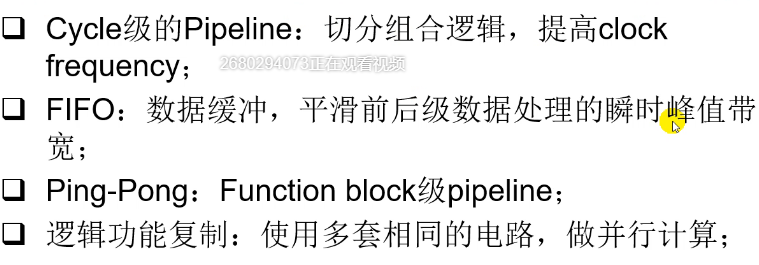 ❑ Cycle级的Pipeline：切分组合逻辑，提高clock
frequency；
2680294073正在观看视频
❑ FIFO：数据缓冲，平滑前后级数据处理的瞬时峰值带
宽；
❑ Ping-Pong：Function block级pipeline；
❑ 逻辑功能复制：使用多套相同的电路，做并行计算；